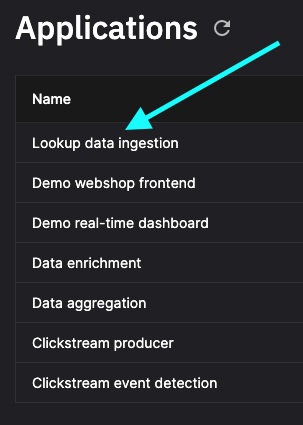 Applications
Name
Lookup data ingestion
Demo webshop frontend
Demo real-time dashboard
Data enrichment
Data aggregation
Clickstream producer
Clickstream event detection